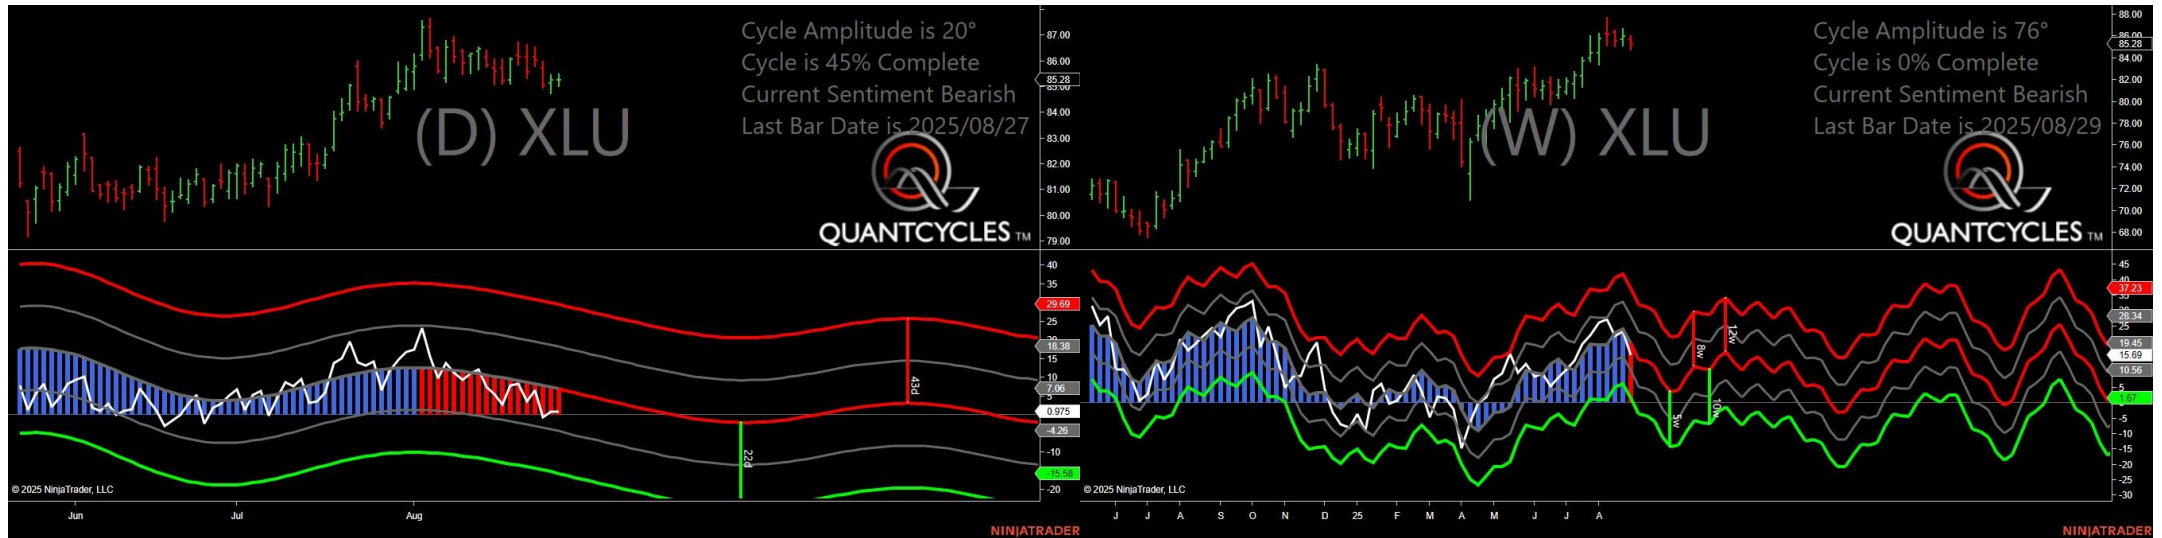 Cycle Amplitude is 20°
Cycle is 45% Complete
Current Sentiment Bearish
Last Bar Date is 2025/08/27
(D) XLU
QUANTCYCLES TM
87.00
86.00
85.28
85.00
84.00
83.00
82.00
81.00
80.00
79.00
40
35
29.69
25
18.38
15
10
7.06
5
0.975
-4.26
-10
-15.58
-20
43d
22d
© 2025 NinjaTrader, LLC
Jun Jul Aug
NINJATRADER
Cycle Amplitude is 76°
Cycle is 0% Complete
Current Sentiment Bearish
Last Bar Date is 2025/08/29
(W) XLU
QUANTCYCLES TM
88.00
86.00
85.28
84.00
82.00
80.00
78.00
76.00
74.00
72.00
70.00
68.00
45
40
37.23
35
28.34
25
19.45
15.69
10.56
5
1.67
-5
-10
-15
-20
-25
-30
8w
12w
5w
10w
© 2025 NinjaTrader, LLC
J J A S O N D 25 F M A M J J A
NINJATRADER